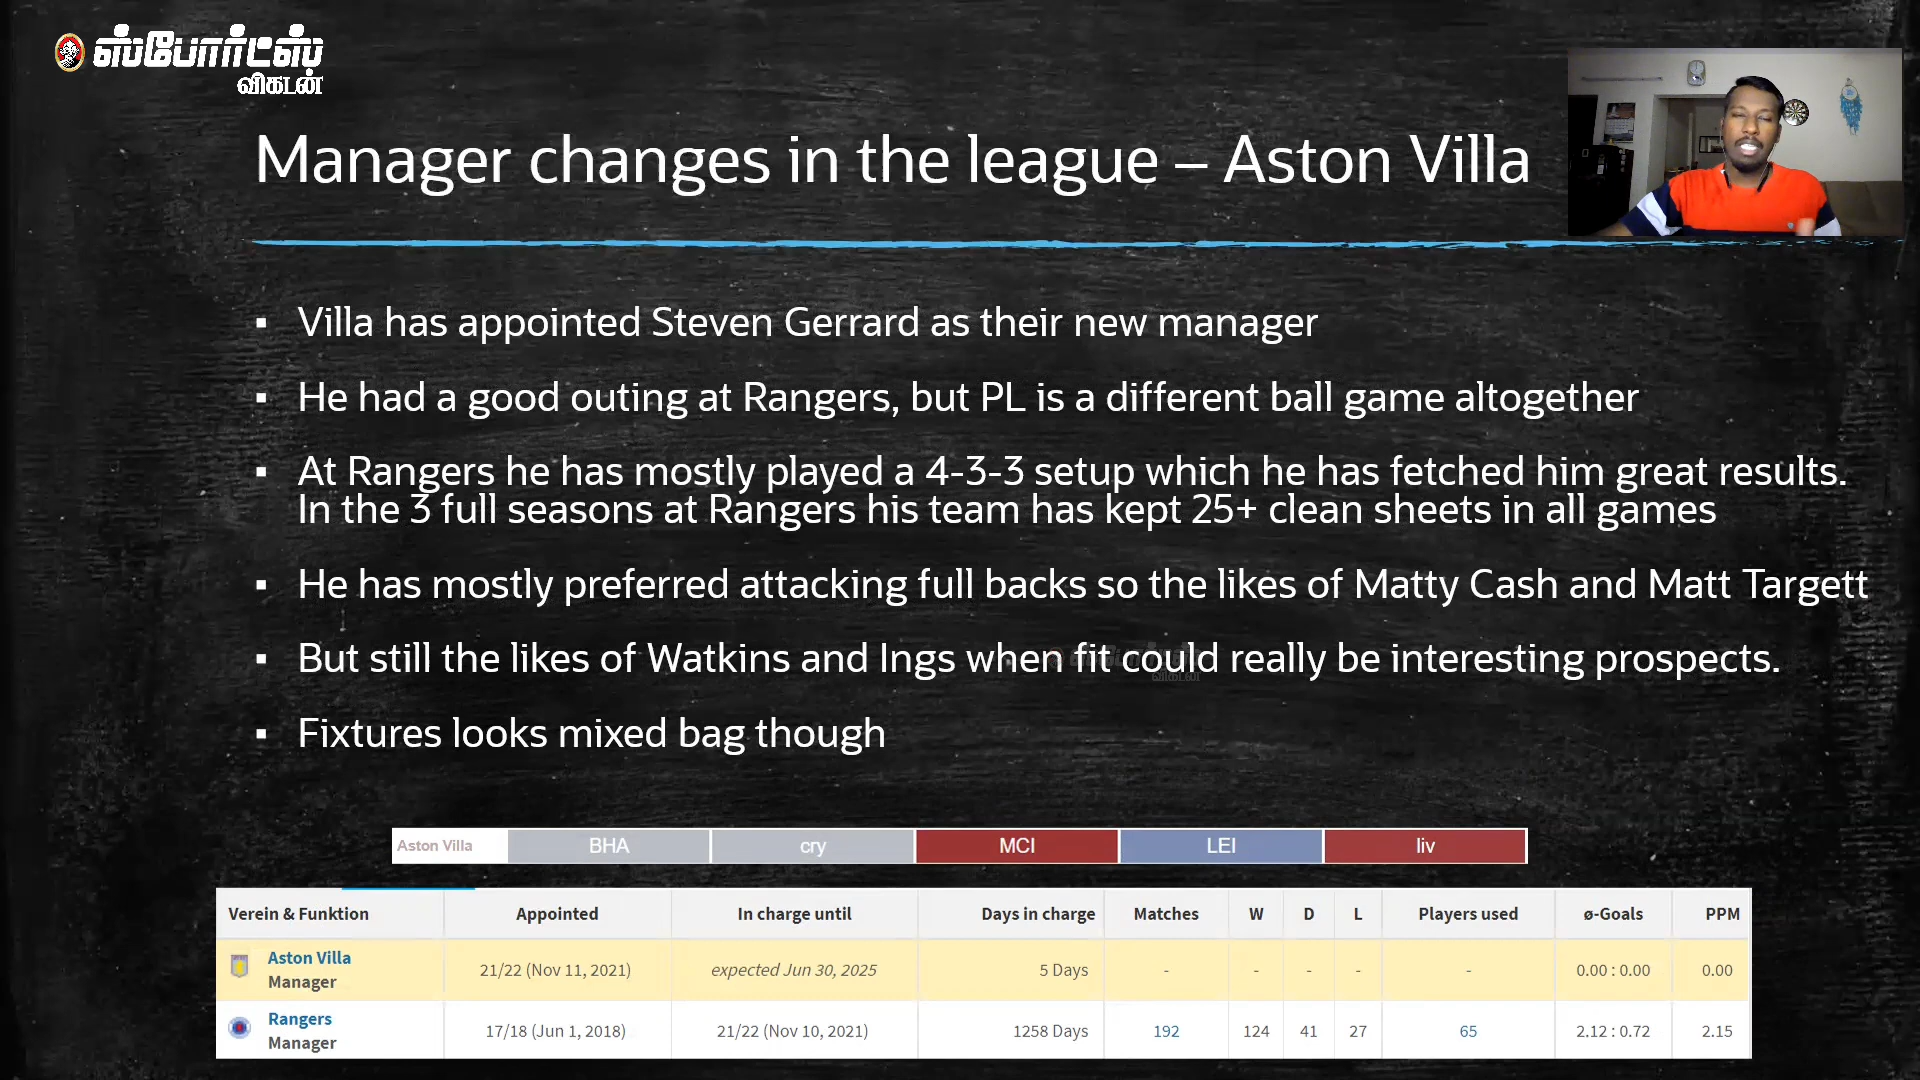 ஸ்போர்ட்ஸ்
விகடன்
Manager changes in the league – Aston Villa
▪ Villa has appointed Steven Gerrard as their new manager
▪ He had a good outing at Rangers, but PL is a different ball game altogether
▪ At Rangers he has mostly played a 4-3-3 setup which he has fetched him great results.
In the 3 full seasons at Rangers his team has kept 25+ clean sheets in all games
▪ He has mostly preferred attacking full backs so the likes of Matty Cash and Matt Targett
▪ But still the likes of Watkins and Ings when fit could really be interesting prospects.
▪ Fixtures looks mixed bag though
Aston Villa BHA cry MCI LEI liv
Verein & Funktion Appointed In charge until Days in charge Matches W D L Players used ø-Goals PPM
Aston Villa
Manager 21/22 (Nov 11, 2021) expected Jun 30, 2025 5 Days - - - - - 0.00 : 0.00 0.00
Rangers
Manager 17/18 (Jun 1, 2018) 21/22 (Nov 10, 2021) 1258 Days 192 124 41 27 65 2.12 : 0.72 2.15